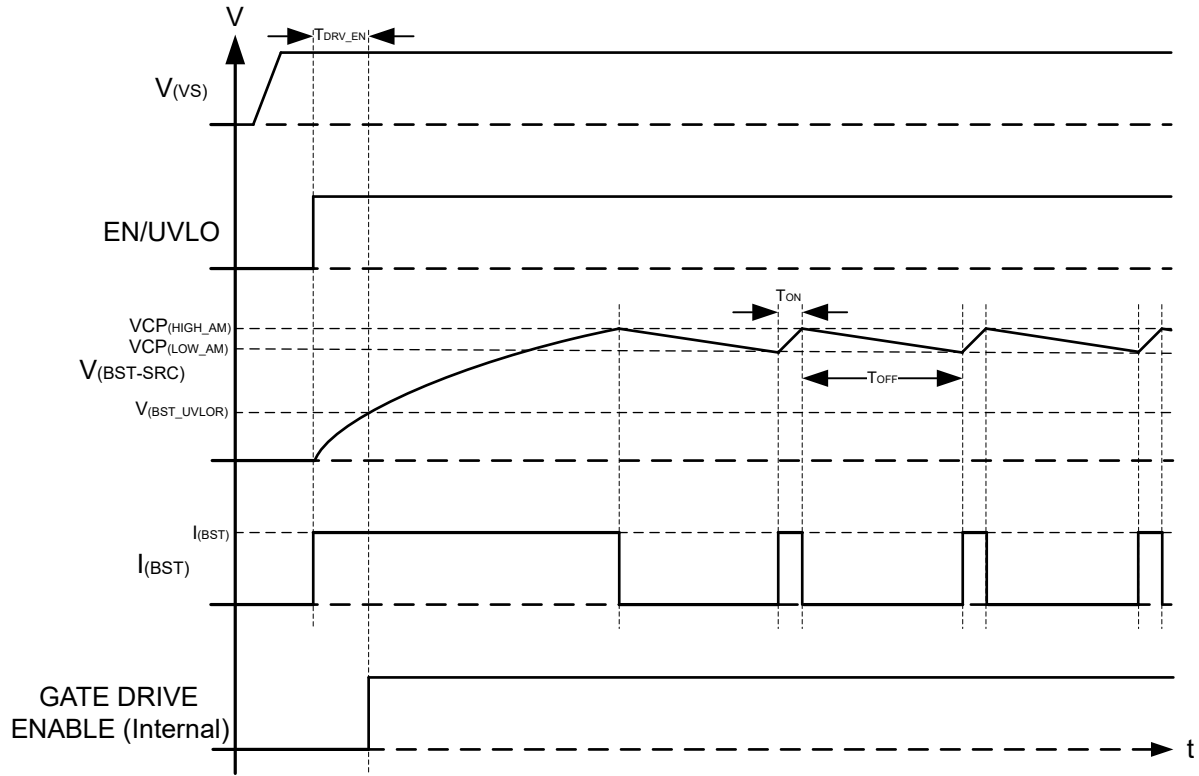 V
TDRV_EN
V(VS)
EN/UVLO
TON
VCP(HIGH_AM)
VCP(LOW_AM)
V(BST-SRC)
TOFF
V(BST_UVLOR)
I(BST)
I(BST)
GATE DRIVE
ENABLE (Internal)
t